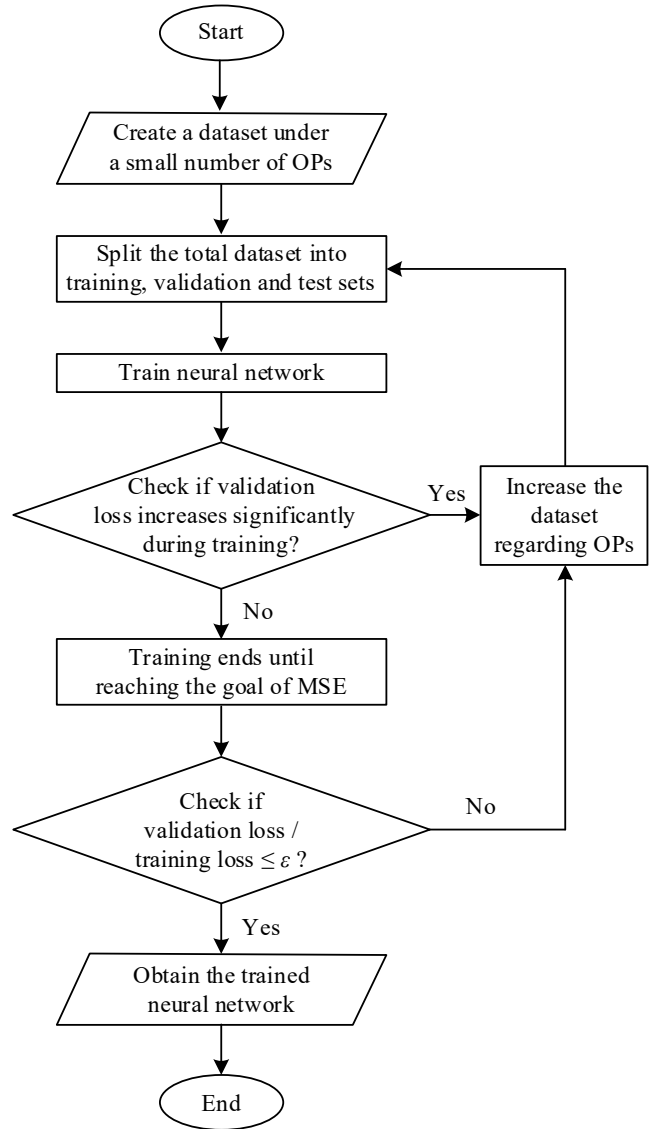 Start
Create a dataset under
a small number of OPs
Split the total dataset into
training, validation and test sets
Train neural network
Check if validation
loss increases significantly
during training?
Yes
Increase the
dataset
regarding OPs
No
Training ends until
reaching the goal of MSE
Check if
validation loss /
training loss ≤ ε ?
No
Yes
Obtain the trained
neural network
End